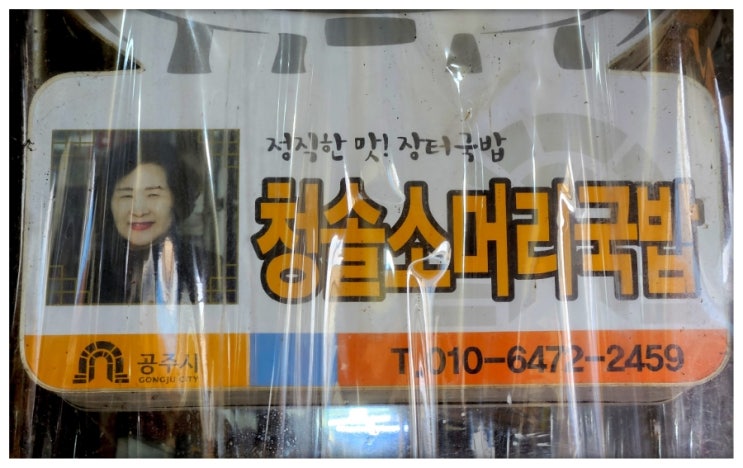 정직한 맛! 장터국밥
청솔소머리국밥
공주시
GONGJU CITY
T.010-6472-2459